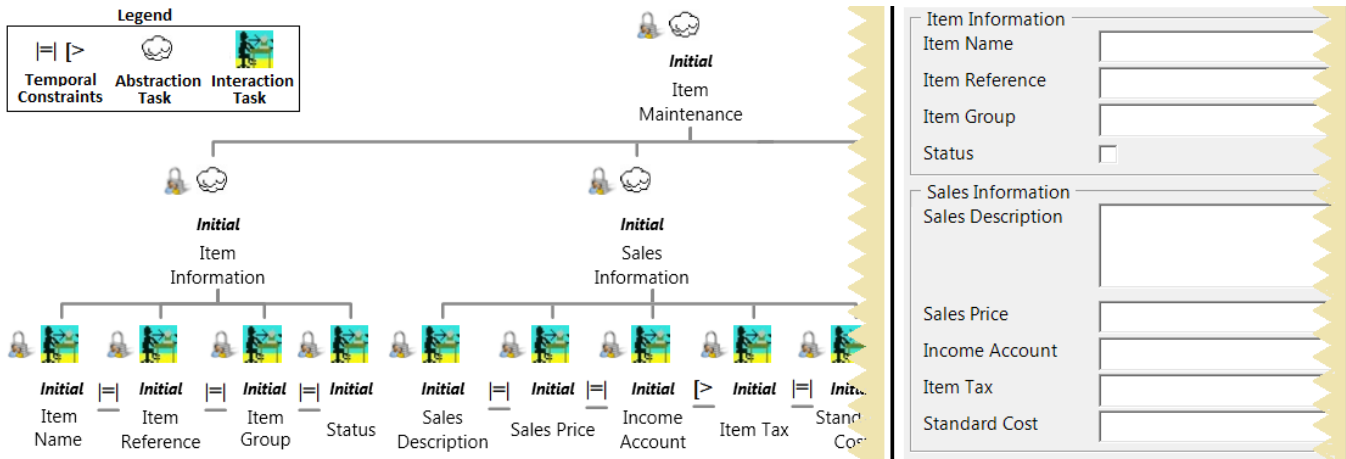 Legend
|=| [>
Temporal Constraints
Abstraction Task
Interaction Task
Initial
Item
Maintenance
Initial
Item
Information
Initial
Sales
Information
Initial |=| Initial |=| Initial |=| Initial
Item Name
Item Reference
Item Group
Status
Initial |=| Initial |=| Initial [> Initial |=|
Sales Description
Sales Price
Income Account
Item Tax
Item Information
Item Name
Item Reference
Item Group
Status
Sales Information
Sales Description
Sales Price
Income Account
Item Tax
Standard Cost